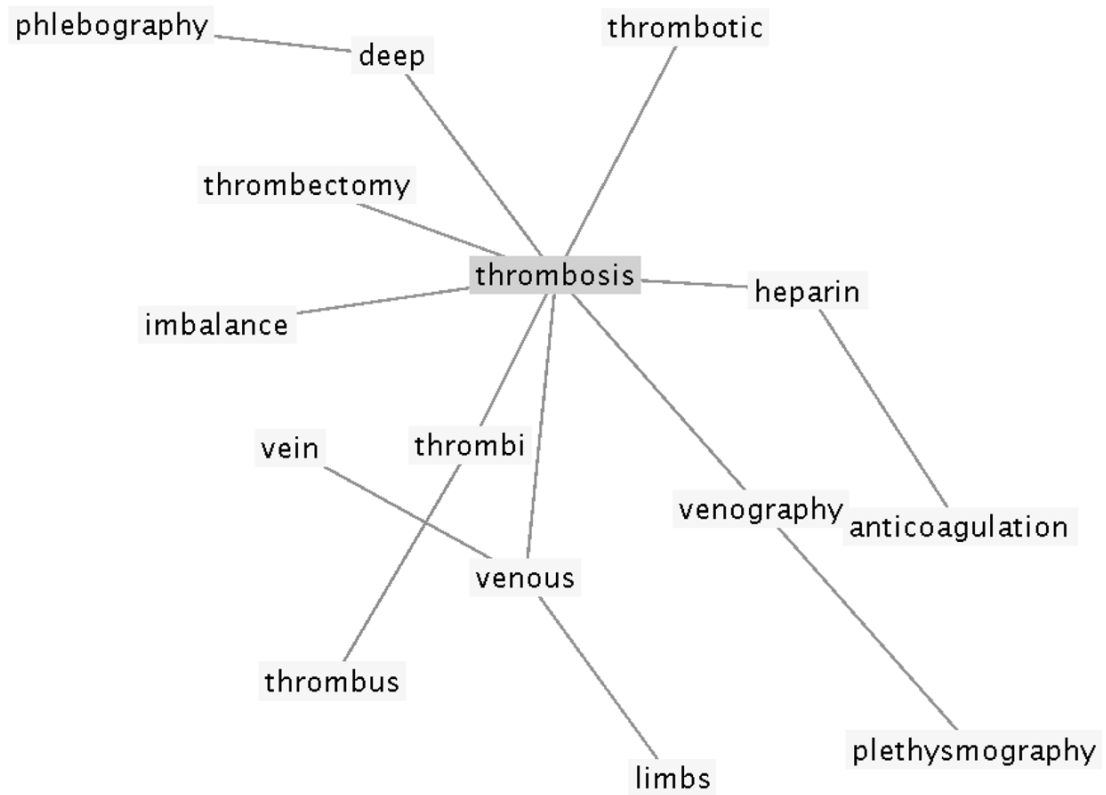 phlebography
thrombotic
deep
thrombectomy
thrombosis
heparin
imbalance
vein
thrombi
venography
anticoagulation
venous
thrombus
plethysmography
limbs